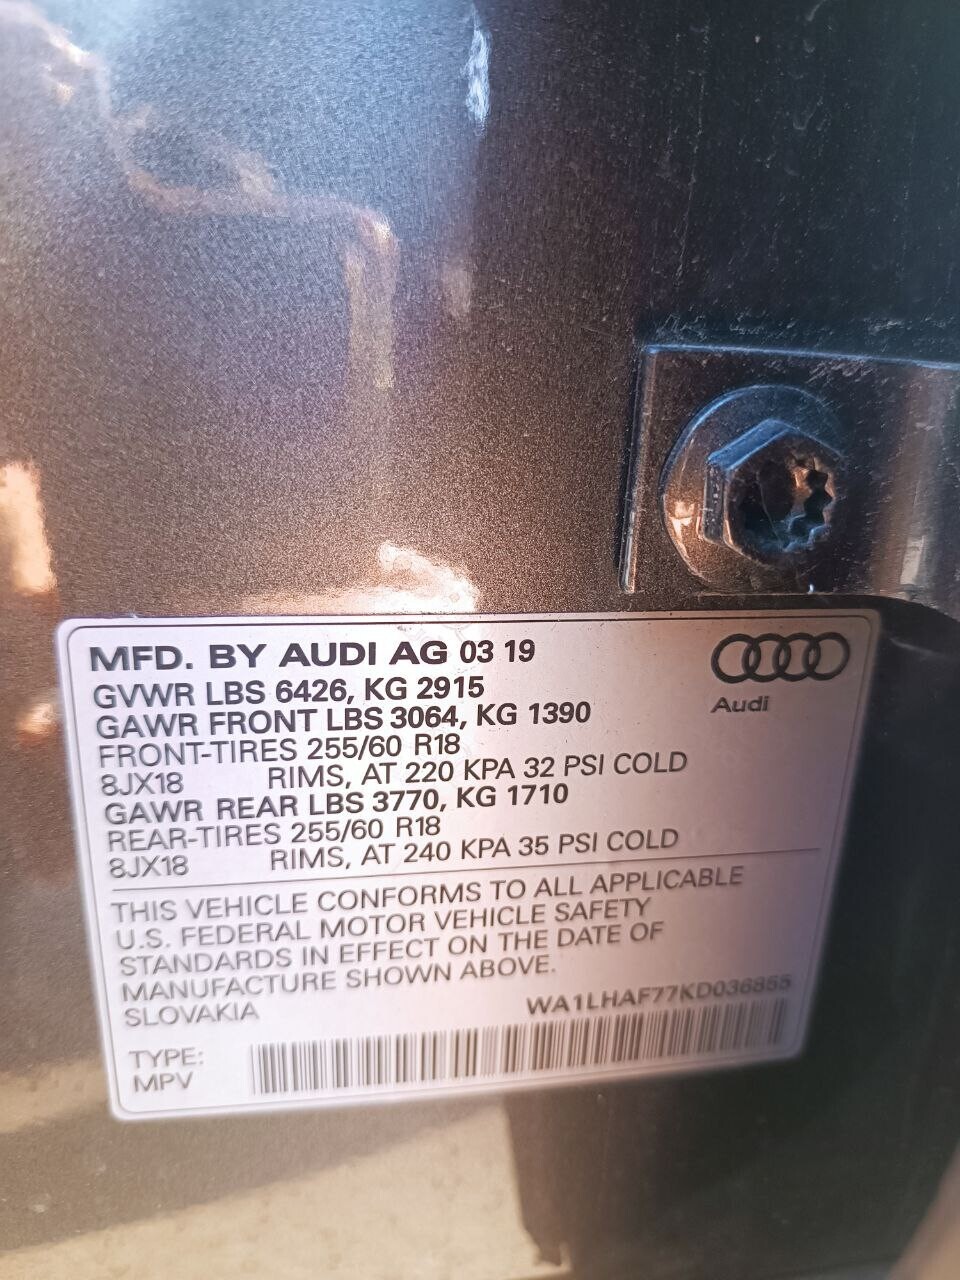 MFD. BY AUDI AG 03 19
Audi
GVWR LBS 6426, KG 2915
GAWR FRONT LBS 3064, KG 1390
FRONT-TIRES 255/60 R18
8JX18 RIMS, AT 220 KPA 32 PSI COLD
GAWR REAR LBS 3770, KG 1710
REAR-TIRES 255/60 R18
8JX18 RIMS, AT 240 KPA 35 PSI COLD
THIS VEHICLE CONFORMS TO ALL APPLICABLE
U.S. FEDERAL MOTOR VEHICLE SAFETY
STANDARDS IN EFFECT ON THE DATE OF
MANUFACTURE SHOWN ABOVE.
SLOVAKIA WA1LHAF77KD036855
TYPE:
MPV